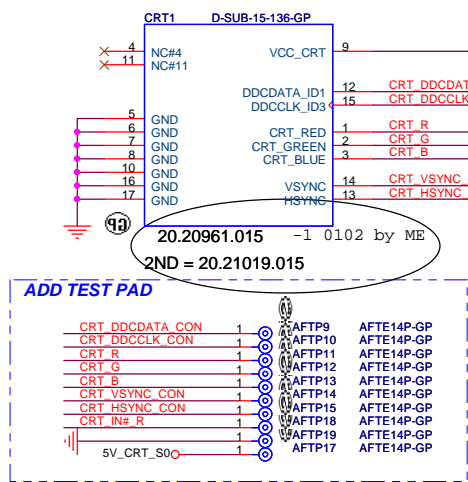 CRT1 D-SUB-15-136-GP
4 NC#4 VCC_CRT 9
11 NC#11
DDCDATA_ID1 12 CRT_DDCDAT
DDCCLK_ID3 15 CRT_DDCCLK
5 GND
6 GND CRT_RED 1 CRT_R
7 GND CRT_GREEN 2 CRT_G
8 GND CRT_BLUE 3 CRT_B
10 GND
16 GND VSYNC 14 CRT_VSYNC_
17 GND HSYNC 13 CRT_HSYNC_
GP
20.20961.015 -1 0102 by ME
2ND = 20.21019.015
ADD TEST PAD
CRT_DDCDATA_CON 1 AFTP9 AFTE14P-GP
CRT_DDCCLK_CON 1 AFTP10 AFTE14P-GP
CRT_R 1 AFTP11 AFTE14P-GP
CRT_G 1 AFTP12 AFTE14P-GP
CRT_B 1 AFTP13 AFTE14P-GP
CRT_VSYNC_CON 1 AFTP14 AFTE14P-GP
CRT_HSYNC_CON 1 AFTP15 AFTE14P-GP
CRT_IN#_R 1 AFTP18 AFTE14P-GP
1 AFTP19 AFTE14P-GP
5V_CRT_S0 1 AFTP17 AFTE14P-GP